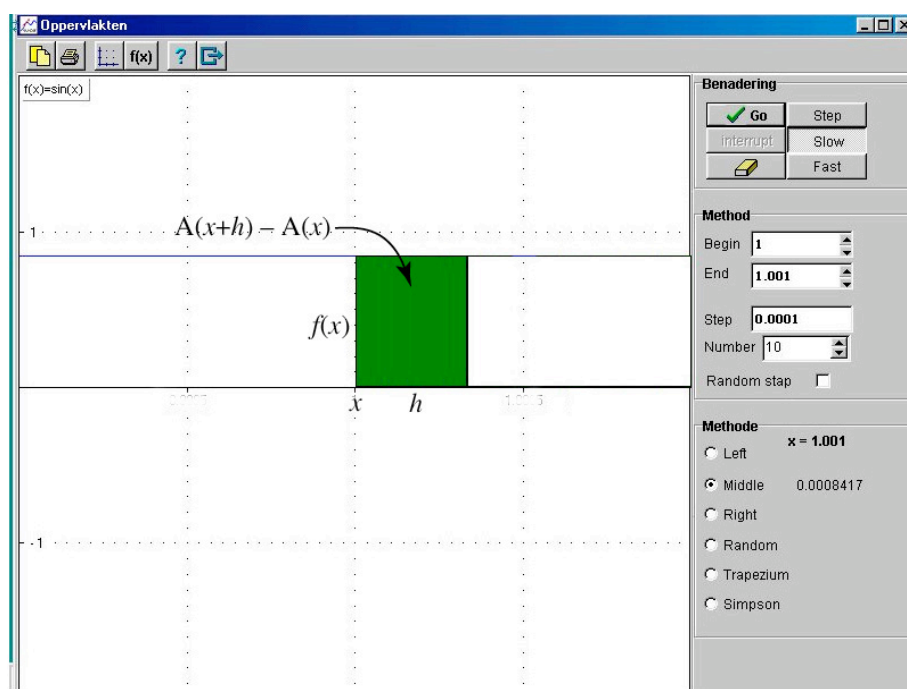 Oppervlakten
f(x)
?
f(x)=sin(x)
1
A(x+h) – A(x)
f(x)
x
h
-1
Benadering
Go
Step
interrupt
Slow
Fast
Method
Begin 1
End 1.001
Step 0.0001
Number 10
Random stap
Methode
x = 1.001
Left
Middle 0.0008417
Right
Random
Trapezium
Simpson